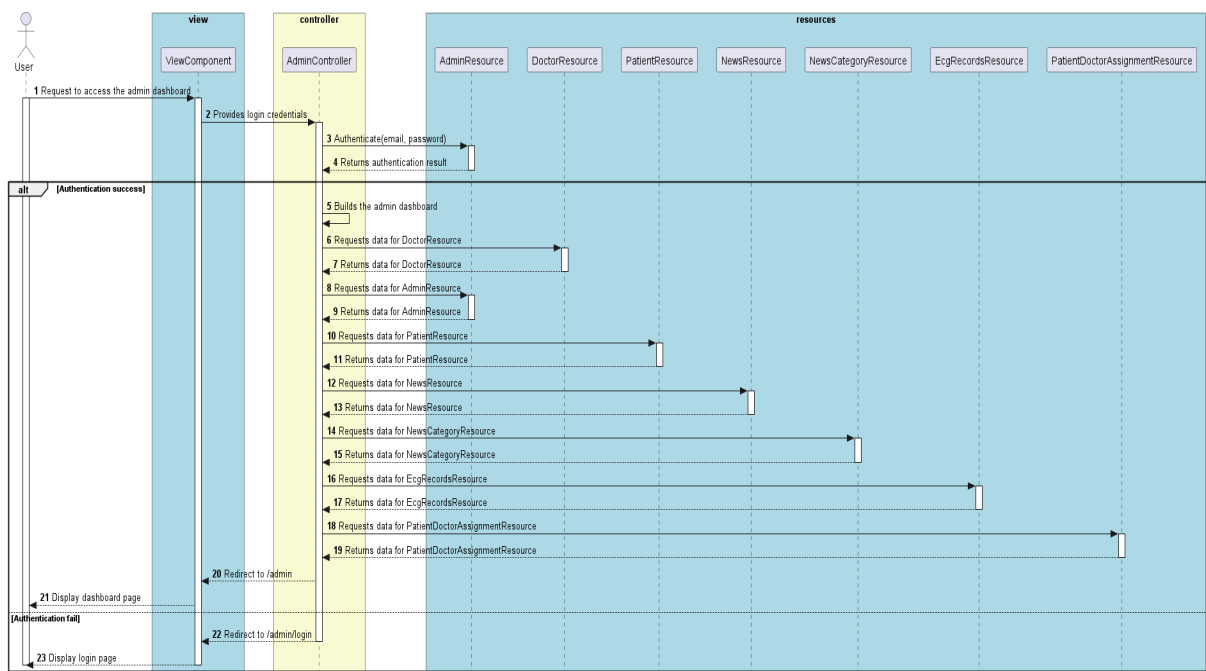 view
controller
resources
User
ViewComponent
AdminController
AdminResource
DoctorResource
PatientResource
NewsResource
NewsCategoryResource
EcgRecordsResource
PatientDoctorAssignmentResource
1 Request to access the admin dashboard
2 Provides login credentials
3 Authenticate(email, password)
4 Returns authentication result
alt [Authentication success]
5 Builds the admin dashboard
6 Requests data for DoctorResource
7 Returns data for DoctorResource
8 Requests data for AdminResource
9 Returns data for AdminResource
10 Requests data for PatientResource
11 Returns data for PatientResource
12 Requests data for NewsResource
13 Returns data for NewsResource
14 Requests data for NewsCategoryResource
15 Returns data for NewsCategoryResource
16 Requests data for EcgRecordsResource
17 Returns data for EcgRecordsResource
18 Requests data for PatientDoctorAssignmentResource
19 Returns data for PatientDoctorAssignmentResource
20 Redirect to /admin
21 Display dashboard page
[Authentication fail]
22 Redirect to /admin/login
23 Display login page